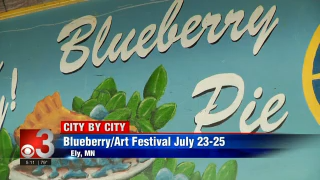 Blueberry
Pie
y!
CITY BY CITY
Blueberry/Art Festival July 23-25
Ely, MN
3